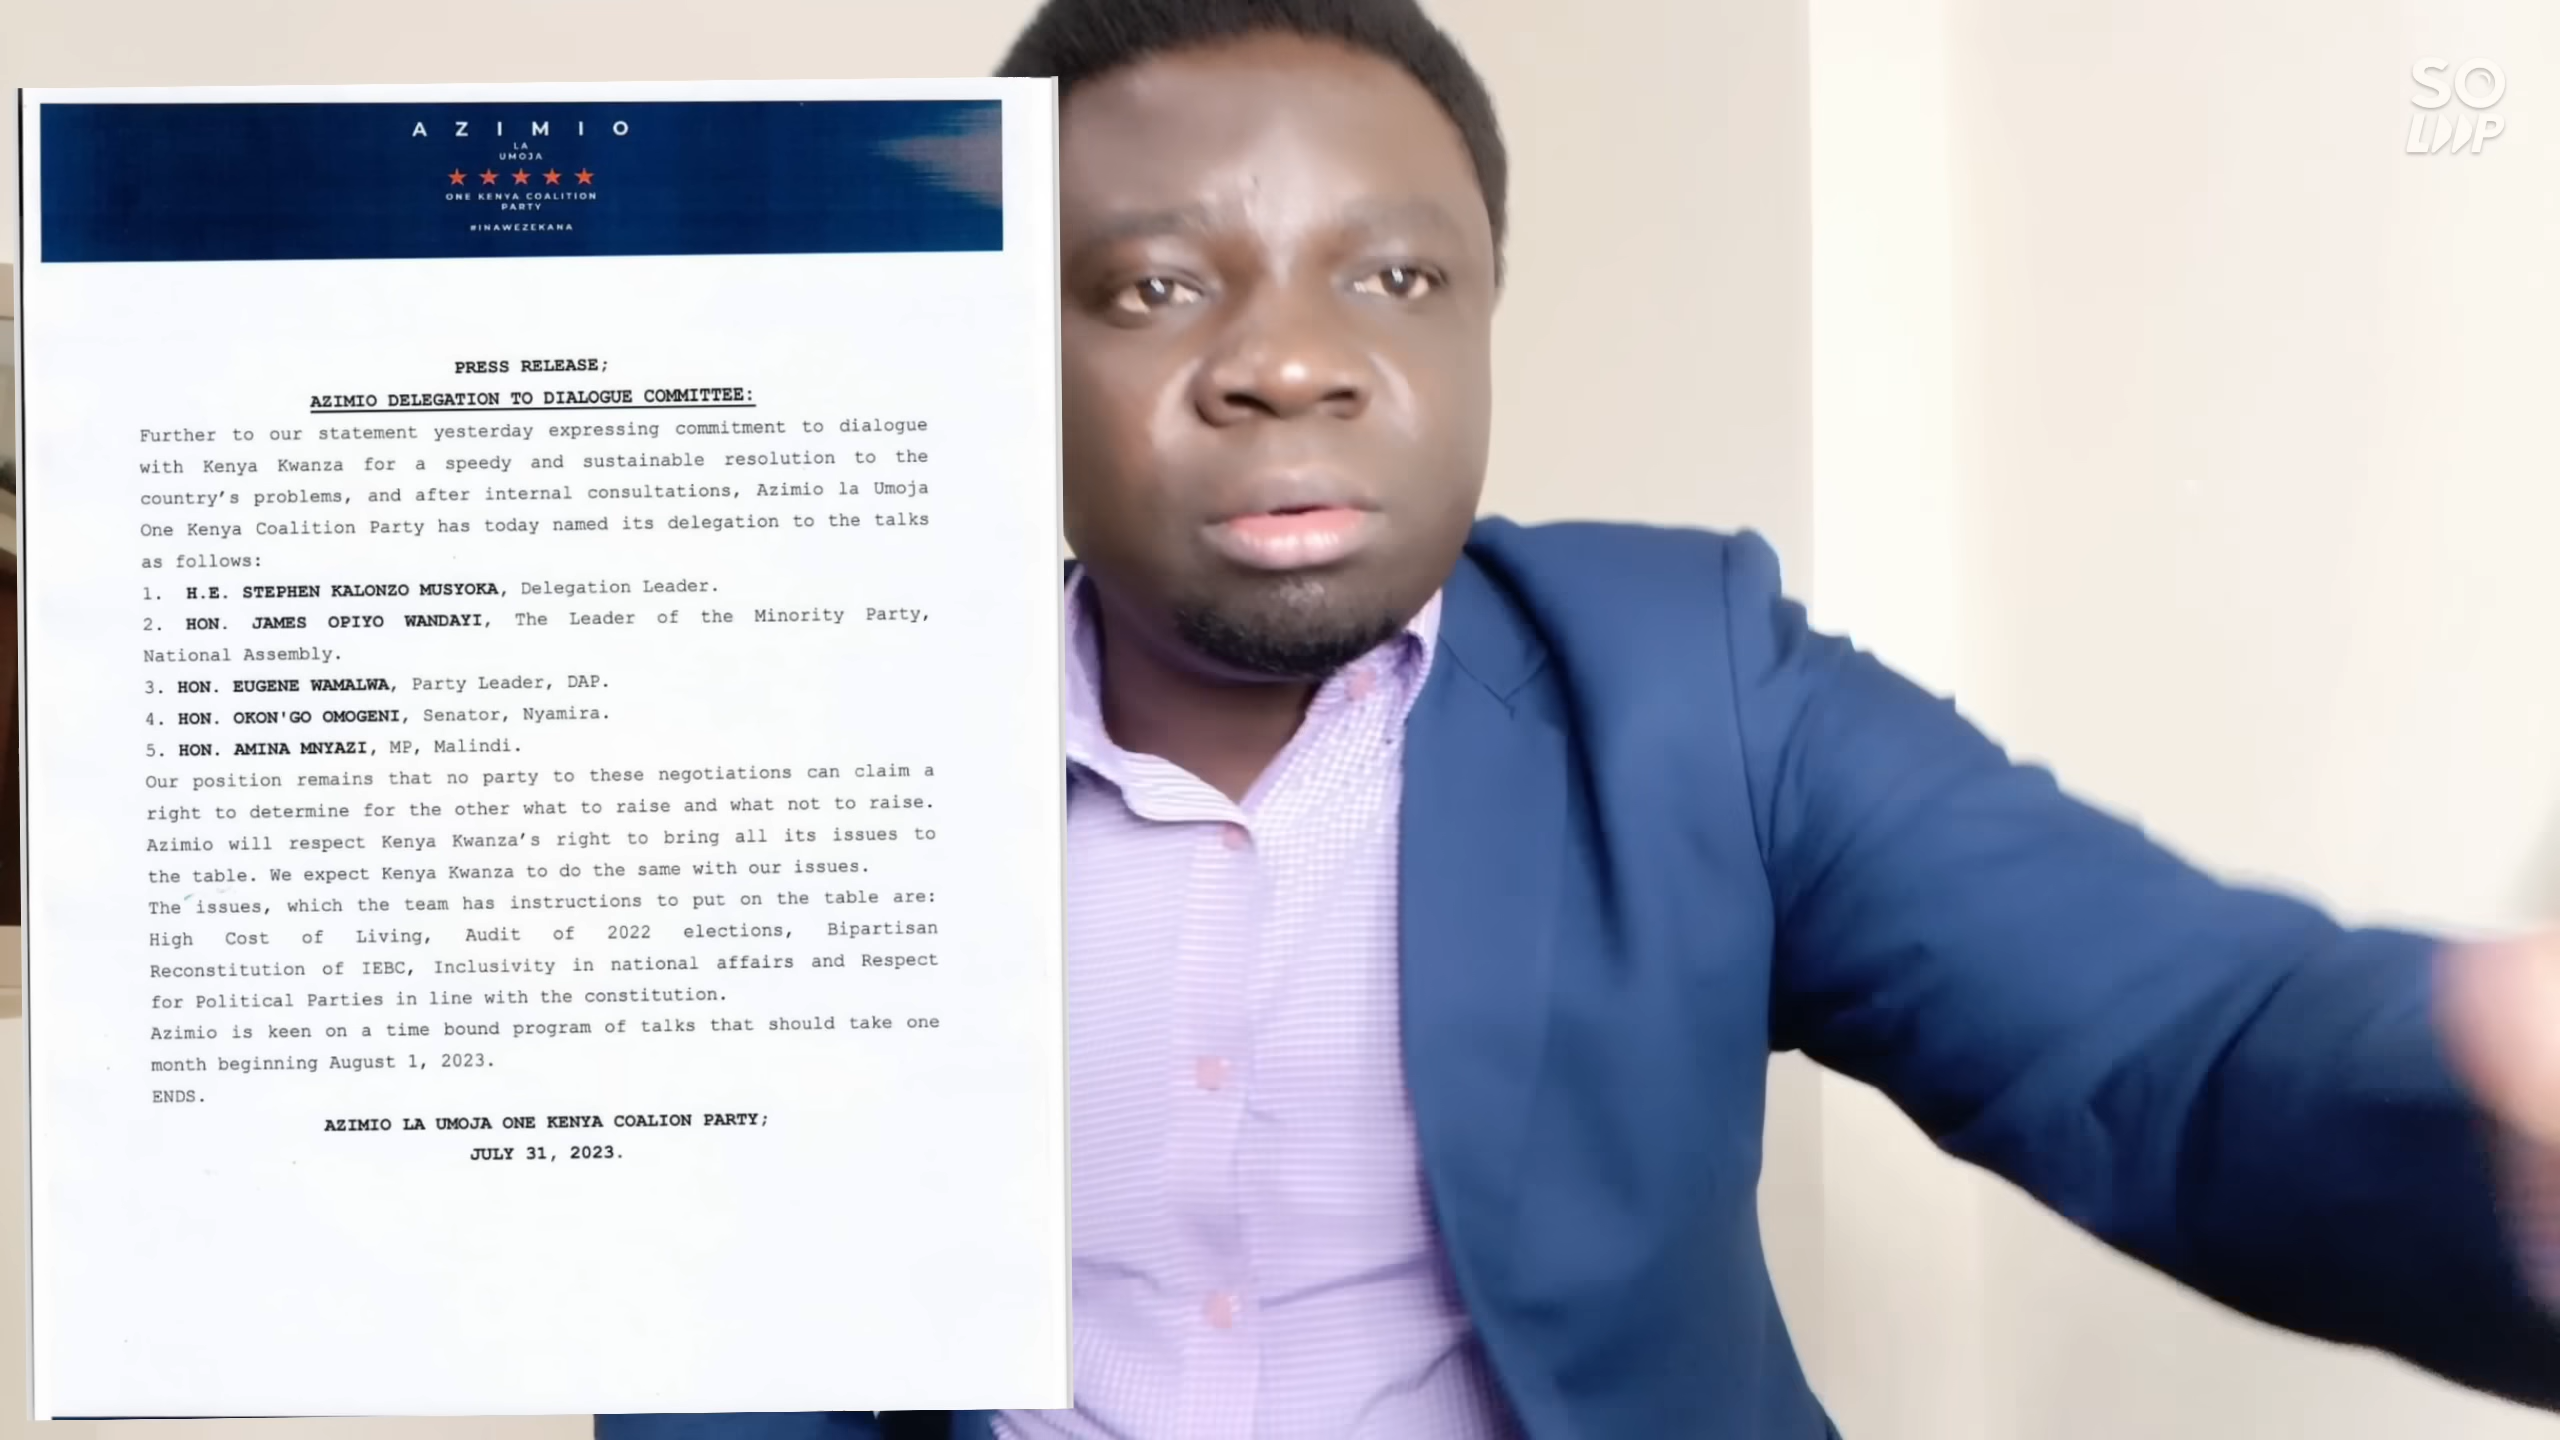 AZIMIO
LA
UMOJA
ONE KENYA COALITION
PARTY
#INAWEZEKANA
PRESS RELEASE;
AZIMIO DELEGATION TO DIALOGUE COMMITTEE:
Further to our statement yesterday expressing commitment to dialogue
with Kenya Kwanza for a speedy and sustainable resolution to the
country's problems, and after internal consultations, Azimio la Umoja
One Kenya Coalition Party has today named its delegation to the talks
as follows:
1. H.E. STEPHEN KALONZO MUSYOKA, Delegation Leader.
2. HON. JAMES OPIYO WANDAYI, The Leader of the Minority Party,
National Assembly.
3. HON. EUGENE WAMALWA, Party Leader, DAP.
4. HON. OKON'GO OMOGENI, Senator, Nyamira.
5. HON. AMINA MNYAZI, MP, Malindi.
Our position remains that no party to these negotiations can claim a
right to determine for the other what to raise and what not to raise.
Azimio will respect Kenya Kwanza's right to bring all its issues to
the table. We expect Kenya Kwanza to do the same with our issues.
The issues, which the team has instructions to put on the table are:
High Cost of Living, Audit of 2022 elections, Bipartisan
Reconstitution of IEBC, Inclusivity in national affairs and Respect
for Political Parties in line with the constitution.
Azimio is keen on a time bound program of talks that should take one
month beginning August 1, 2023.
ENDS.
AZIMIO LA UMOJA ONE KENYA COALION PARTY;
JULY 31, 2023.
SO
LOOP